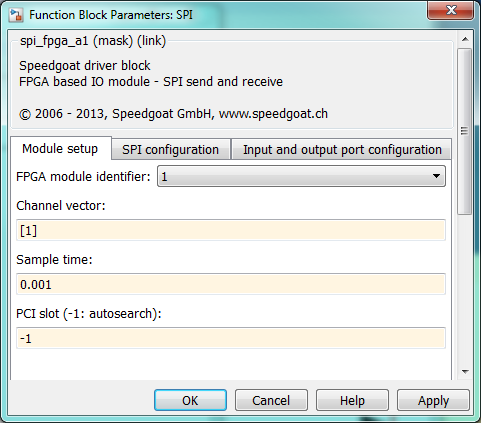 Function Block Parameters: SPI
spi_fpga_a1 (mask) (link)
Speedgoat driver block
FPGA based IO module - SPI send and receive
© 2006 - 2013, Speedgoat GmbH, www.speedgoat.ch
Module setup SPI configuration Input and output port configuration
FPGA module identifier: 1
Channel vector:
[1]
Sample time:
0.001
PCI slot (-1: autosearch):
-1
OK Cancel Help Apply